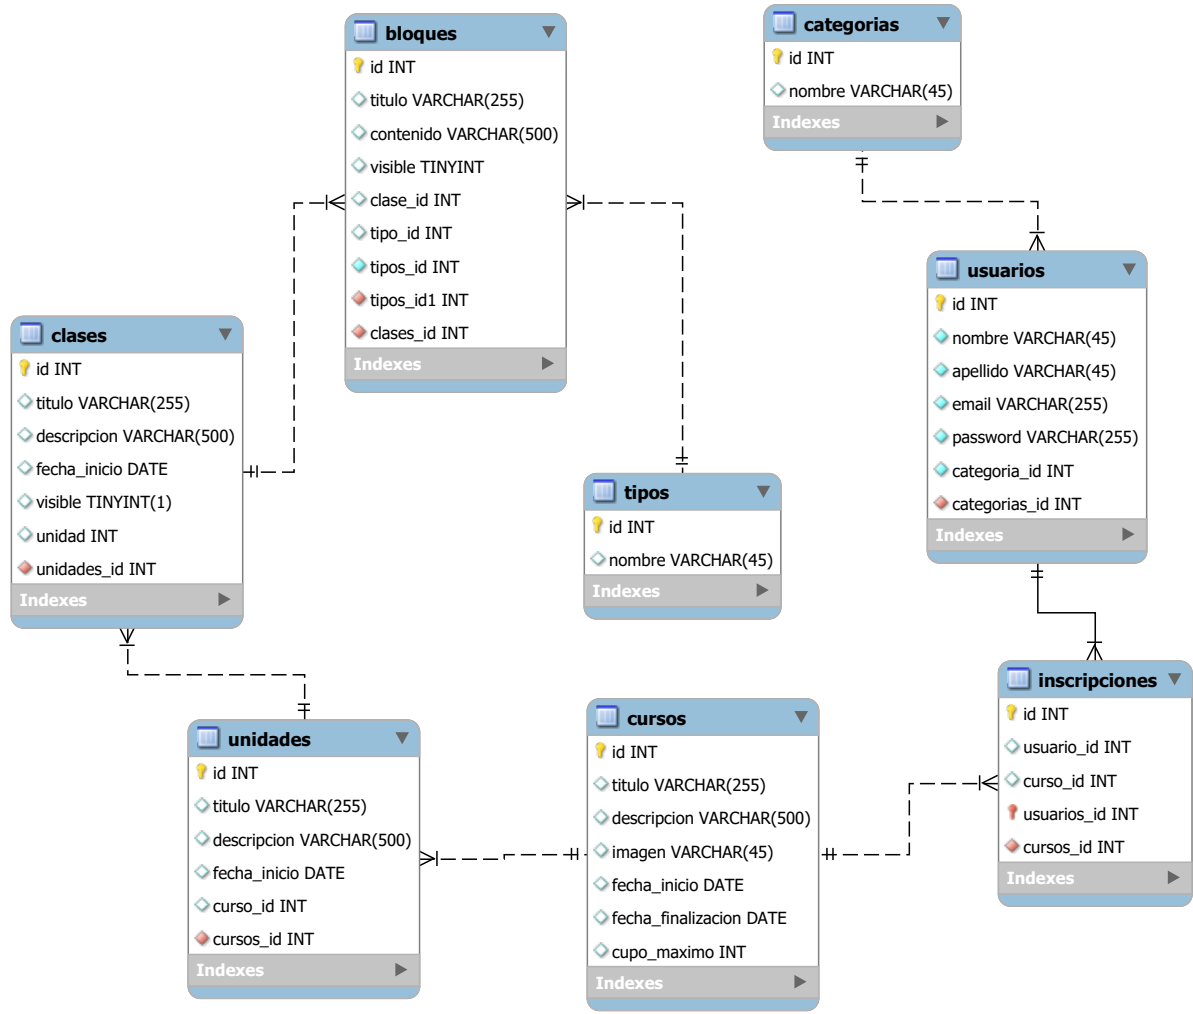 bloques
id INT
titulo VARCHAR(255)
contenido VARCHAR(500)
visible TINYINT
clase_id INT
tipo_id INT
tipos_id INT
tipos_id1 INT
clases_id INT
Indexes
categorias
id INT
nombre VARCHAR(45)
Indexes
usuarios
id INT
nombre VARCHAR(45)
apellido VARCHAR(45)
email VARCHAR(255)
password VARCHAR(255)
categoria_id INT
categorias_id INT
Indexes
clases
id INT
titulo VARCHAR(255)
descripcion VARCHAR(500)
fecha_inicio DATE
visible TINYINT(1)
unidad INT
unidades_id INT
Indexes
tipos
id INT
nombre VARCHAR(45)
Indexes
unidades
id INT
titulo VARCHAR(255)
descripcion VARCHAR(500)
fecha_inicio DATE
curso_id INT
cursos_id INT
Indexes
cursos
id INT
titulo VARCHAR(255)
descripcion VARCHAR(500)
imagen VARCHAR(45)
fecha_inicio DATE
fecha_finalizacion DATE
cupo_maximo INT
Indexes
inscripciones
id INT
usuario_id INT
curso_id INT
usuarios_id INT
cursos_id INT
Indexes